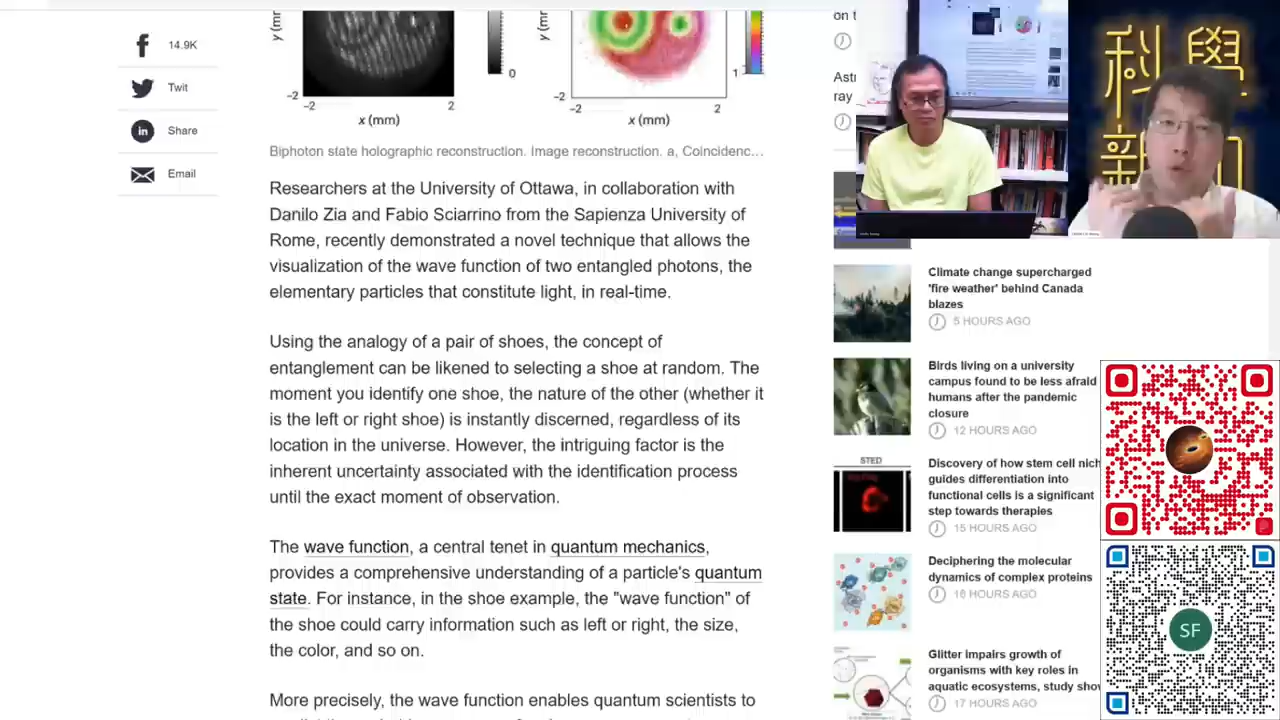 14.9K
Twit
Share
Email
y (mm
0
−2
−2
2
x (mm)
y (mr
1
−2
−2
2
x (mm)
Biphoton state holographic reconstruction. Image reconstruction. a, Coincidenc…
Researchers at the University of Ottawa, in collaboration with
Danilo Zia and Fabio Sciarrino from the Sapienza University of
Rome, recently demonstrated a novel technique that allows the
visualization of the wave function of two entangled photons, the
elementary particles that constitute light, in real-time.
Using the analogy of a pair of shoes, the concept of
entanglement can be likened to selecting a shoe at random. The
moment you identify one shoe, the nature of the other (whether it
is the left or right shoe) is instantly discerned, regardless of its
location in the universe. However, the intriguing factor is the
inherent uncertainty associated with the identification process
until the exact moment of observation.
The wave function, a central tenet in quantum mechanics,
provides a comprehensive understanding of a particle's quantum
state. For instance, in the shoe example, the "wave function" of
the shoe could carry information such as left or right, the size,
the color, and so on.
More precisely, the wave function enables quantum scientists to
on t
Astr
ray
科學
新
Climate change supercharged
'fire weather' behind Canada
blazes
5 HOURS AGO
Birds living on a university
campus found to be less afraid
humans after the pandemic
closure
12 HOURS AGO
STED
Discovery of how stem cell nich
guides differentiation into
functional cells is a significant
step towards therapies
15 HOURS AGO
Deciphering the molecular
dynamics of complex proteins
16 HOURS AGO
Glitter impairs growth of
organisms with key roles in
aquatic ecosystems, study show
17 HOURS AGO
SF